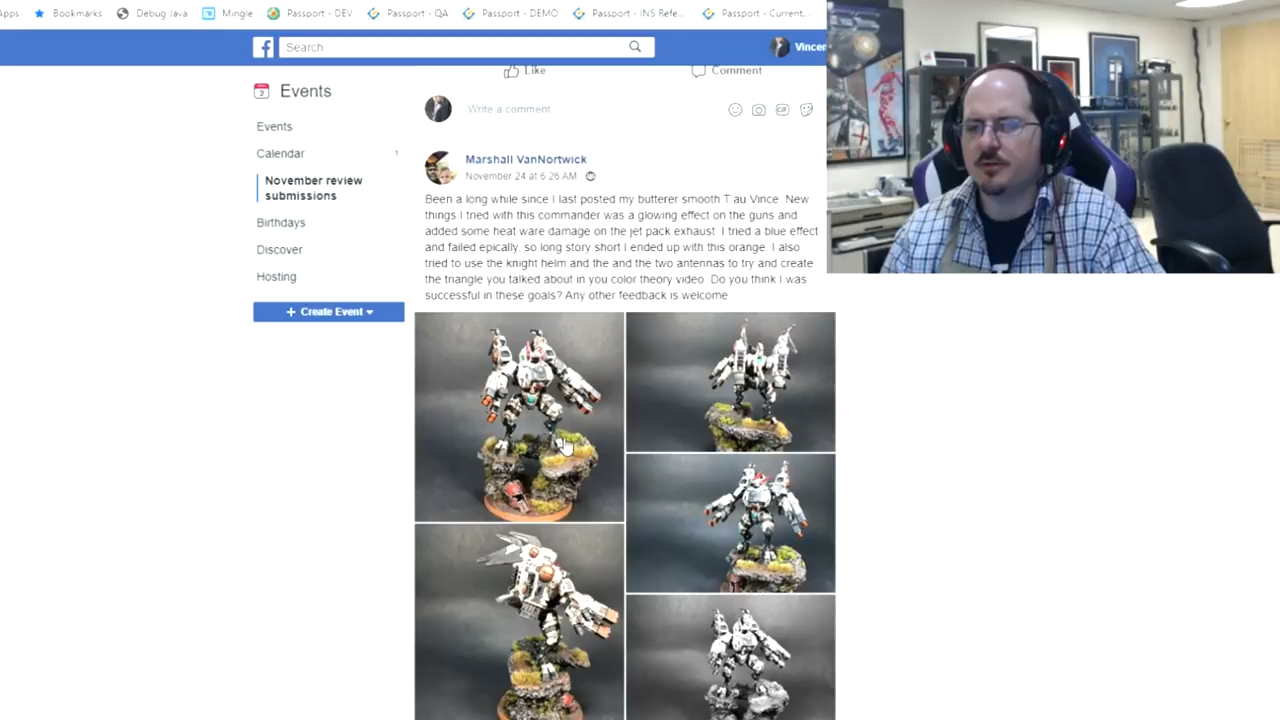 Apps Bookmarks Debug Java Mingle Passport - DEV Passport - QA Passport - DEMO Passport - INS Refe... Passport - Current,...
Search
Vincen
Like Comment
Events
Write a comment
Events
Calendar 1
November review
submissions
Birthdays
Discover
Hosting
+ Create Event
Marshall VanNortwick
November 24 at 6:26 AM
Been a long while since I last posted my butterer smooth T'au Vince. New
things I tried with this commander was a glowing effect on the guns and
added some heat ware damage on the jet pack exhaust. I tried a blue effect
and failed epically, so long story short I ended up with this orange. I also
tried to use the knight helm and the and the two antennas to try and create
the triangle you talked about in you color theory video. Do you think I was
successful in these goals? Any other feedback is welcome